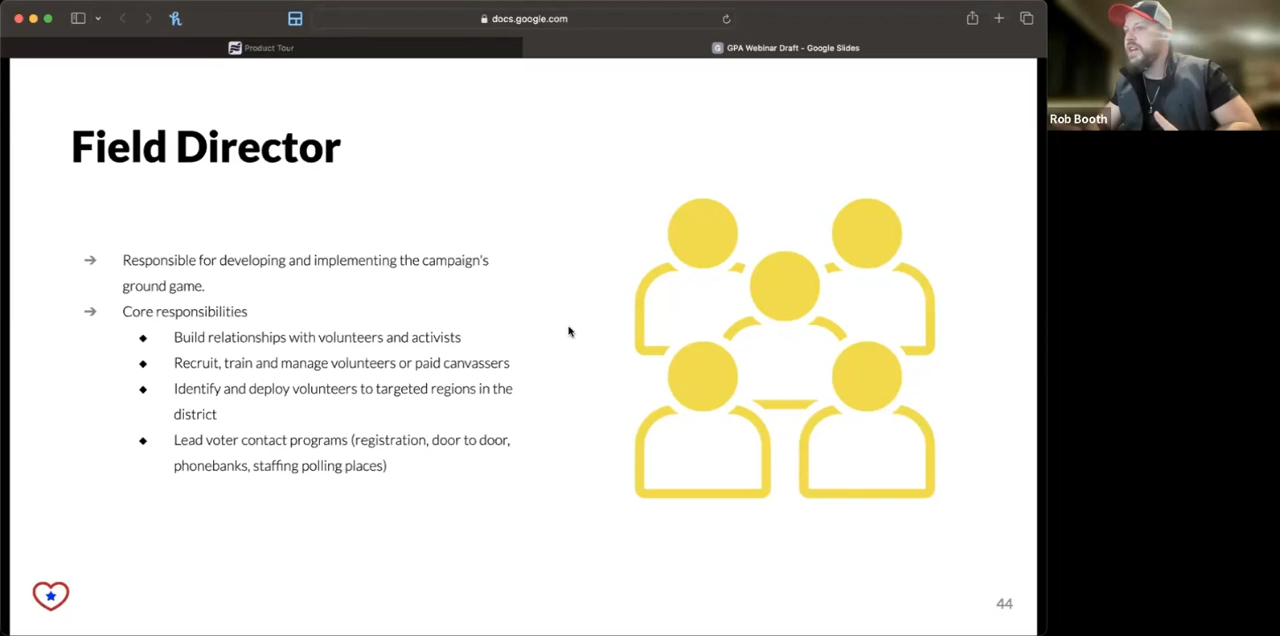 docs.google.com
Product Tour
G GPA Webinar Draft - Google Slides
Rob Booth
Field Director
→ Responsible for developing and implementing the campaign's
ground game.
→ Core responsibilities
◆ Build relationships with volunteers and activists
◆ Recruit, train and manage volunteers or paid canvassers
◆ Identify and deploy volunteers to targeted regions in the
district
◆ Lead voter contact programs (registration, door to door,
phonebanks, staffing polling places)
44